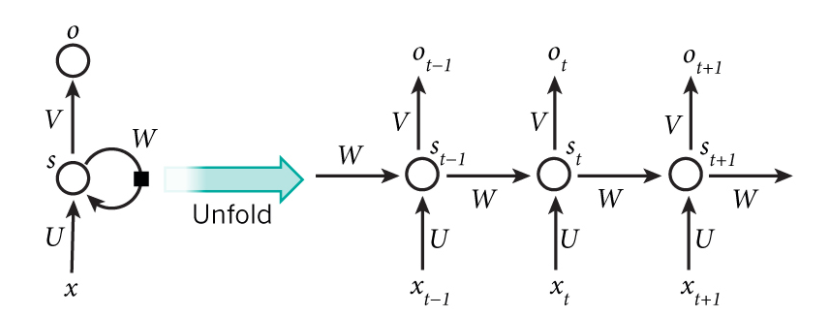 o
V
W
s
U
x
Unfold
o_{t-1} o_t o_{t+1}
V V V
W s_{t-1} s_t s_{t+1}
W W W
U U U
x_{t-1} x_t x_{t+1}